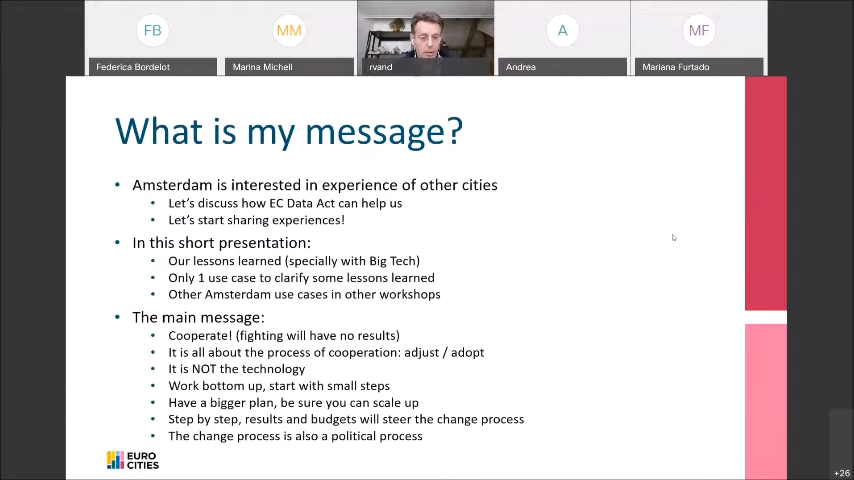 FB
MM
A
MF
Federica Bordelot
Marina Micheli
rvand
Andrea
Mariana Furtado
What is my message?
• Amsterdam is interested in experience of other cities
• Let's discuss how EC Data Act can help us
• Let's start sharing experiences!
• In this short presentation:
• Our lessons learned (specially with Big Tech)
• Only 1 use case to clarify some lessons learned
• Other Amsterdam use cases in other workshops
• The main message:
• Cooperate! (fighting will have no results)
• It is all about the process of cooperation: adjust / adopt
• It is NOT the technology
• Work bottom up, start with small steps
• Have a bigger plan, be sure you can scale up
• Step by step, results and budgets will steer the change process
• The change process is also a political process
EURO
CITIES
+26